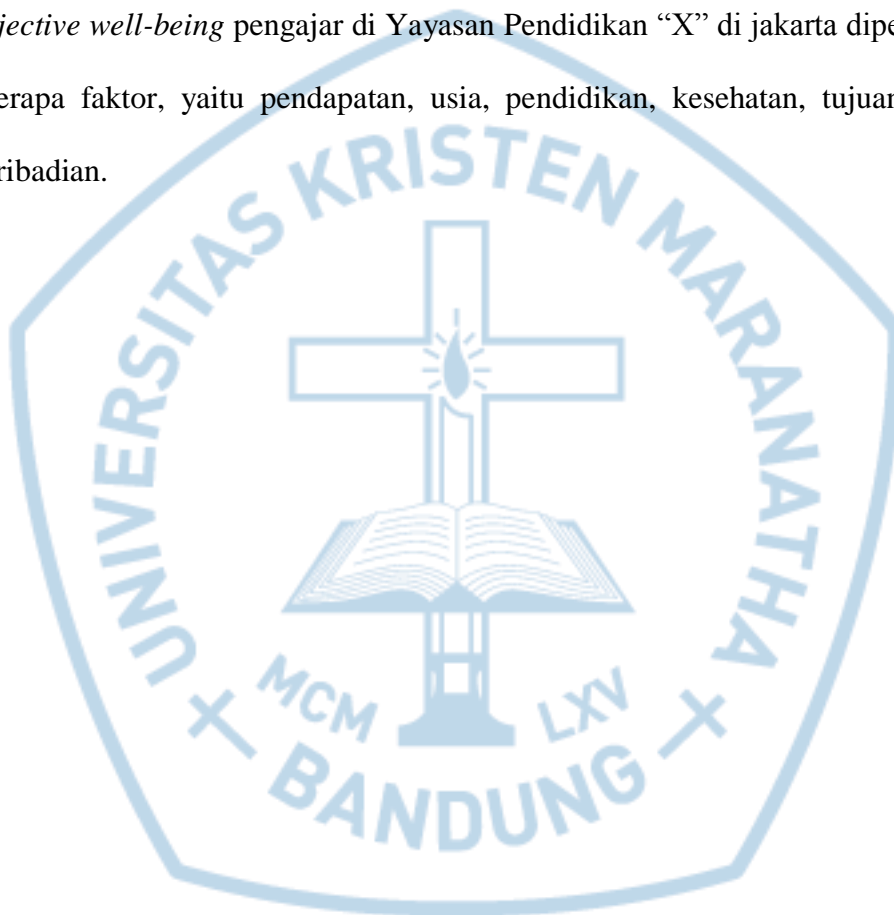 jective well-being pengajar di Yayasan Pendidikan “X” di jakarta dipe
erapa faktor, yaitu pendapatan, usia, pendidikan, kesehatan, tujuan
ribadian.
UNIVERSITAS KRISTEN MARANATHA
MCM LXV
BANDUNG